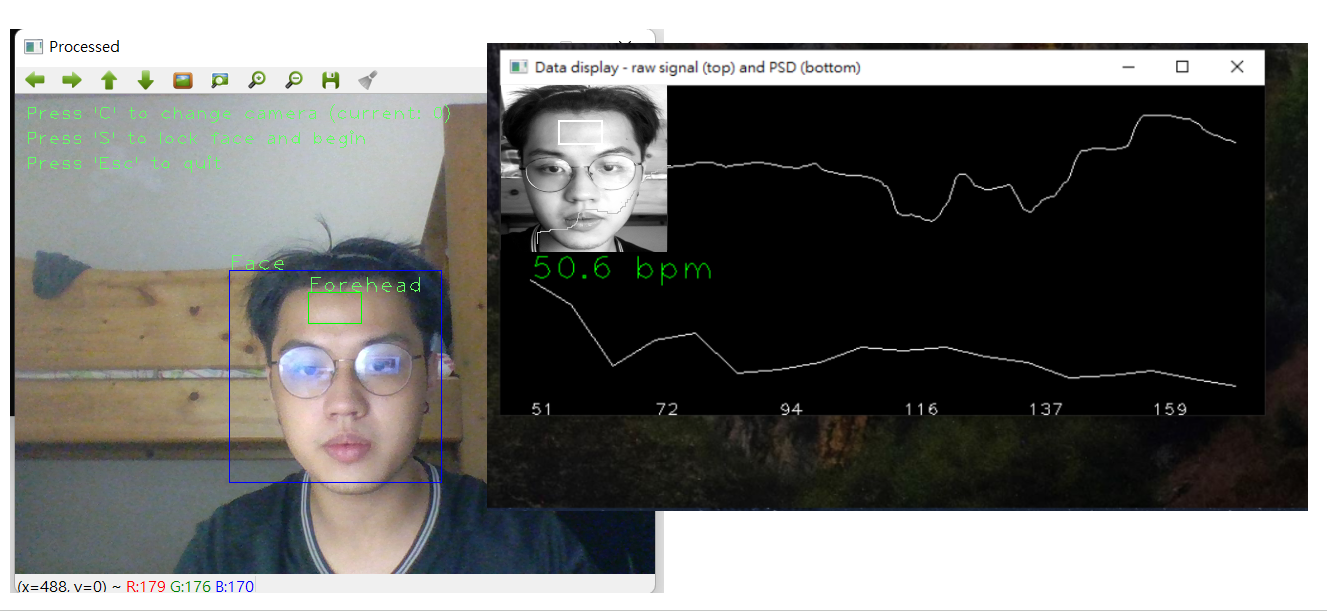 Processed
Press 'C' to change camera (current: 0)
Press 'S' to lock face and begin
Press 'Esc' to quit
Face
Forehead
(x=488, y=0) ~ R:179 G:176 B:170
Data display - raw signal (top) and PSD (bottom)
50.6 bpm
51 72 94 116 137 159